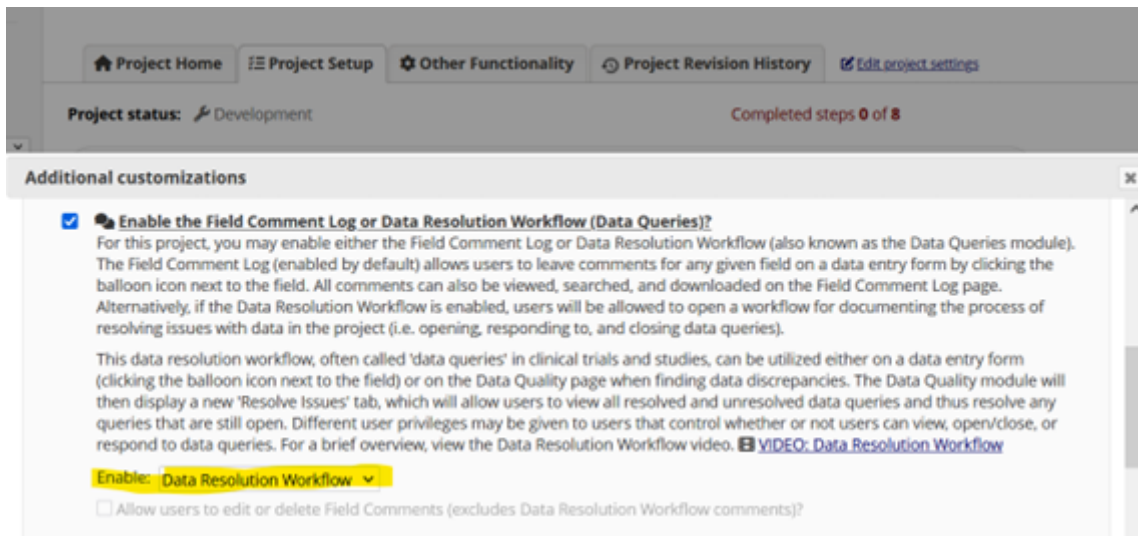 Project Home Project Setup Other Functionality Project Revision History Edit project settings
Project status: Development Completed steps 0 of 8
Additional customizations
Enable the Field Comment Log or Data Resolution Workflow (Data Queries)?
For this project, you may enable either the Field Comment Log or Data Resolution Workflow (also known as the Data Queries module).
The Field Comment Log (enabled by default) allows users to leave comments for any given field on a data entry form by clicking the
balloon icon next to the field. All comments can also be viewed, searched, and downloaded on the Field Comment Log page.
Alternatively, if the Data Resolution Workflow is enabled, users will be allowed to open a workflow for documenting the process of
resolving issues with data in the project (i.e. opening, responding to, and closing data queries).
This data resolution workflow, often called 'data queries' in clinical trials and studies, can be utilized either on a data entry form
(clicking the balloon icon next to the field) or on the Data Quality page when finding data discrepancies. The Data Quality module will
then display a new 'Resolve Issues' tab, which will allow users to view all resolved and unresolved data queries and thus resolve any
queries that are still open. Different user privileges may be given to users that control whether or not users can view, open/close, or
respond to data queries. For a brief overview, view the Data Resolution Workflow video. VIDEO: Data Resolution Workflow
Enable: Data Resolution Workflow
Allow users to edit or delete Field Comments (excludes Data Resolution Workflow comments)?